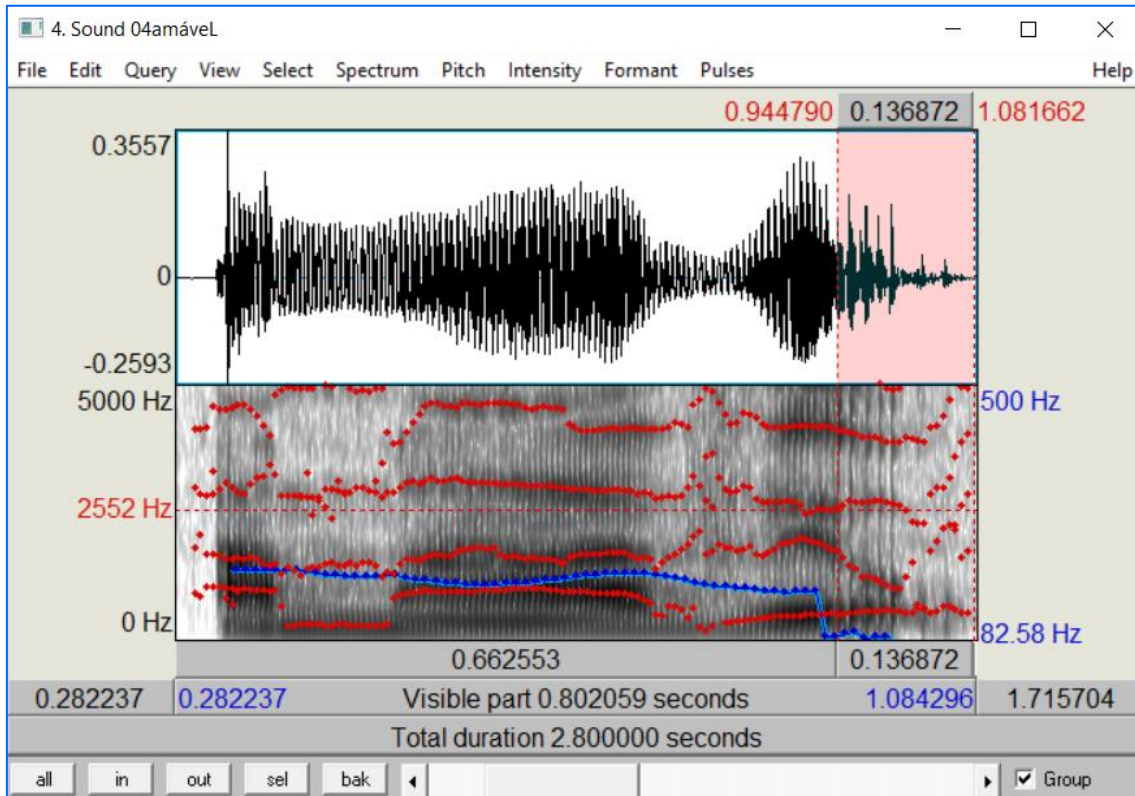 4. Sound 04amáveL
File Edit Query View Select Spectrum Pitch Intensity Formant Pulses Help
0.944790 0.136872 1.081662
0.3557
0
-0.2593
5000 Hz 500 Hz
2552 Hz
0 Hz 82.58 Hz
0.662553 0.136872
0.282237 0.282237 Visible part 0.802059 seconds 1.084296 1.715704
Total duration 2.800000 seconds
all in out sel bak Group